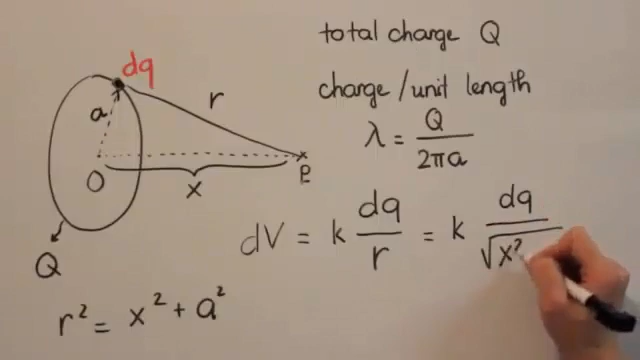 total charge Q
dq
charge/unit length
a r
λ = Q / 2πa
O x P
dV = k dq / r = k dq / √x²
Q
r² = x² + a²